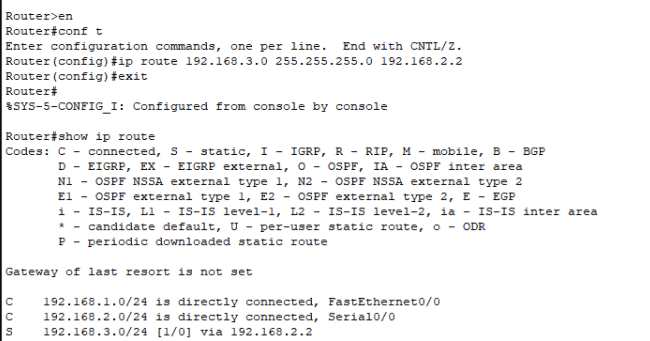 Router>en
Router#conf t
Enter configuration commands, one per line.  End with CNTL/Z.
Router(config)#ip route 192.168.3.0 255.255.255.0 192.168.2.2
Router(config)#exit
Router#
%SYS-5-CONFIG_I: Configured from console by console
Router#show ip route
Codes: C - connected, S - static, I - IGRP, R - RIP, M - mobile, B - BGP
       D - EIGRP, EX - EIGRP external, O - OSPF, IA - OSPF inter area
       N1 - OSPF NSSA external type 1, N2 - OSPF NSSA external type 2
       E1 - OSPF external type 1, E2 - OSPF external type 2, E - EGP
       i - IS-IS, L1 - IS-IS level-1, L2 - IS-IS level-2, ia - IS-IS inter area
       * - candidate default, U - per-user static route, o - ODR
       P - periodic downloaded static route
Gateway of last resort is not set
C    192.168.1.0/24 is directly connected, FastEthernet0/0
C    192.168.2.0/24 is directly connected, Serial0/0
S    192.168.3.0/24 [1/0] via 192.168.2.2